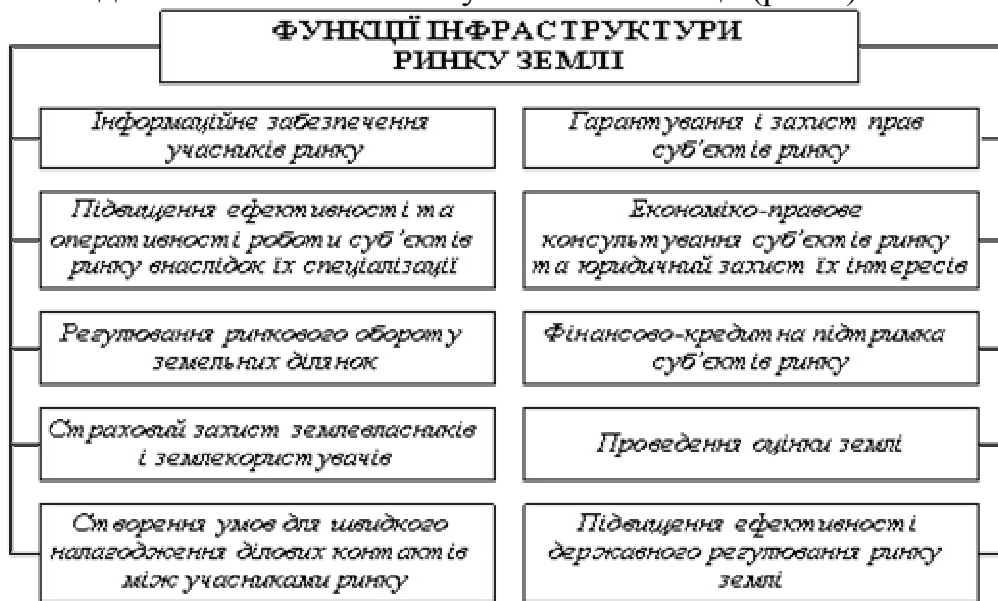 ФУНКЦІЇ ІНФРАСТРУКТУРИ
РИНКУ ЗЕМЛІ
Інформаційне забезпечення
учасників ринку
Підвищення ефективності та
оперативності роботи суб'єктів
ринку внаслідок їх спеціалізації
Регулювання ринкового обороту
земельних ділянок
Страховий захист землевласників
і землекористувачів
Створення умов для швидкого
налагодження ділових контактів
між учасниками ринку
Гарантування і захист прав
суб'єктів ринку
Економіко-правове
консультування суб'єктів ринку
та юридичний захист їх інтересів
Фінансово-кредитна підтримка
суб'єктів ринку
Проведення оцінки землі
Підвищення ефективності
державного регулювання ринку
землі